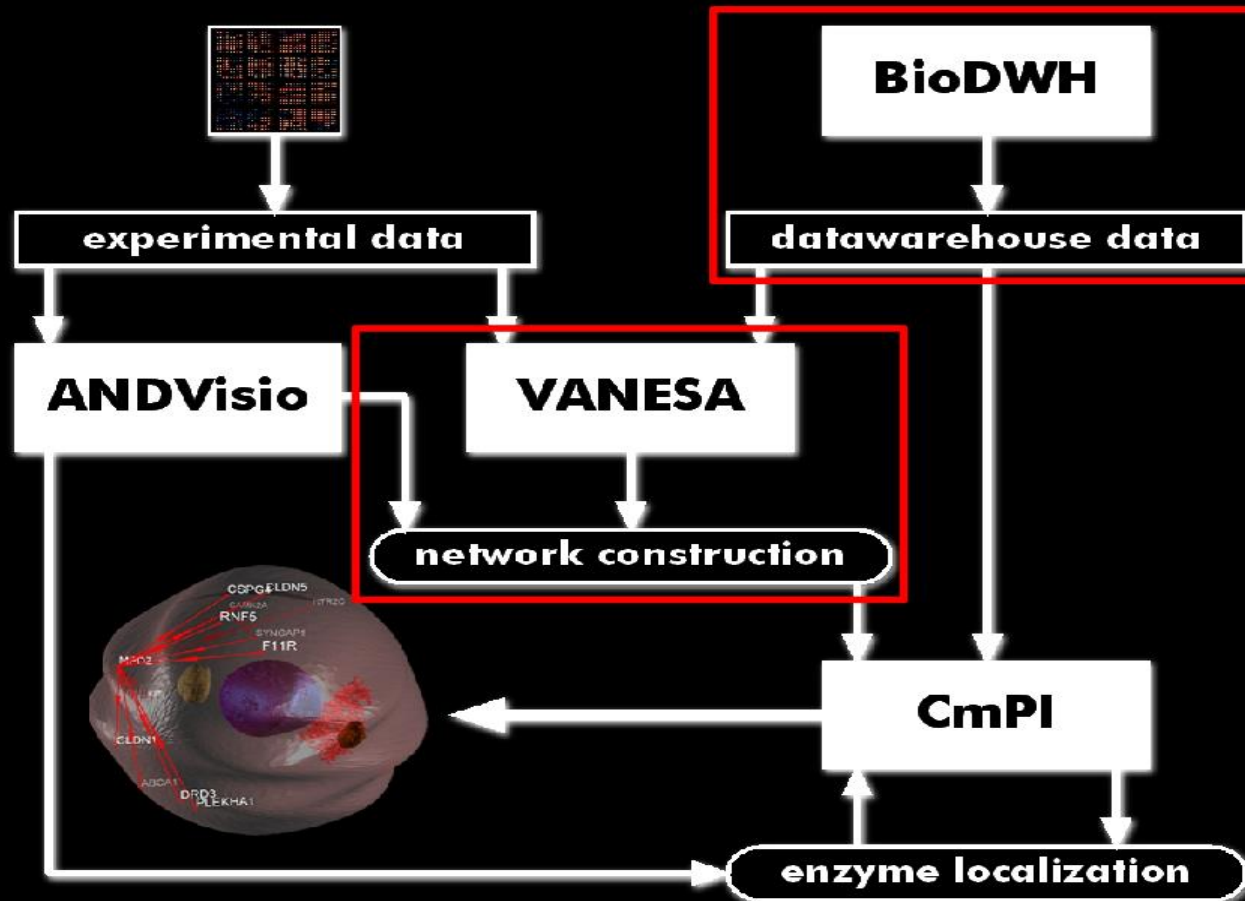 BioDWH
experimental data
datawarehouse data
ANDVisio
VANESA
network construction
CSPG4
CLDN5
RNF5
SYNGAP1
F11R
CmPI
CLDN1
ABCA1
DRD3
PLEKHA1
enzyme localization